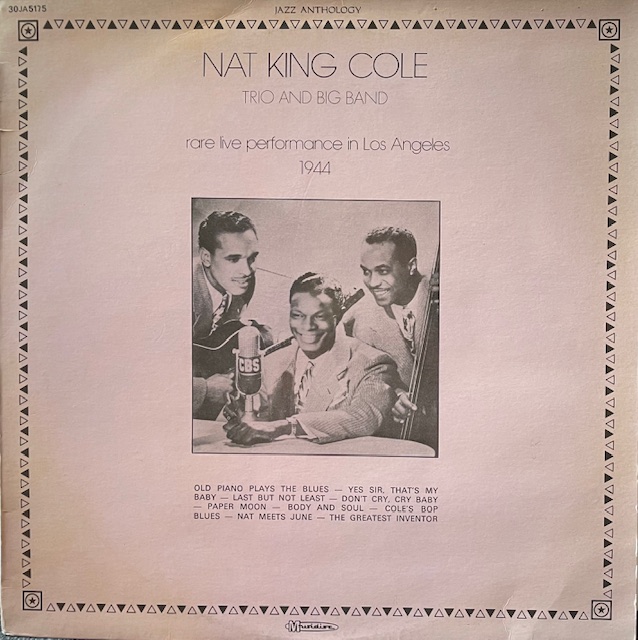 30JA5175
JAZZ ANTHOLOGY
NAT KING COLE
TRIO AND BIG BAND
rare live performance in Los Angeles
1944
CBS
OLD PIANO PLAYS THE BLUES — YES SIR, THAT'S MY
BABY — LAST BUT NOT LEAST — DON'T CRY, CRY BABY
— PAPER MOON — BODY AND SOUL — COLE'S BOP
BLUES — NAT MEETS JUNE — THE GREATEST INVENTOR
Musidisc